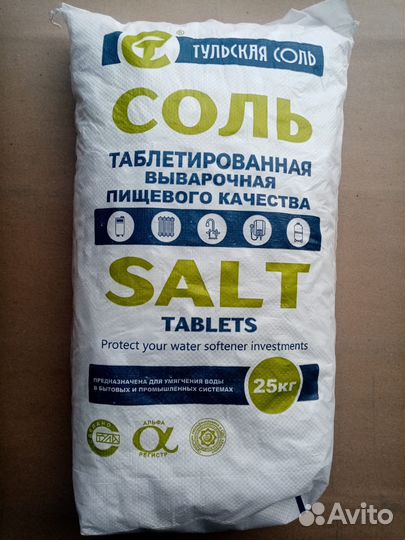 ТУЛЬСКАЯ СОЛЬ
®
СОЛЬ
ТАБЛЕТИРОВАННАЯ
ВЫВАРОЧНАЯ
ПИЩЕВОГО КАЧЕСТВА
SALT
TABLETS
Protect your water softener investments
ПРЕДНАЗНАЧЕНА ДЛЯ УМЯГЧЕНИЯ ВОДЫ
В БЫТОВЫХ И ПРОМЫШЛЕННЫХ СИСТЕМАХ
25КГ
АЛЬФА
РЕГИСТР
Avito